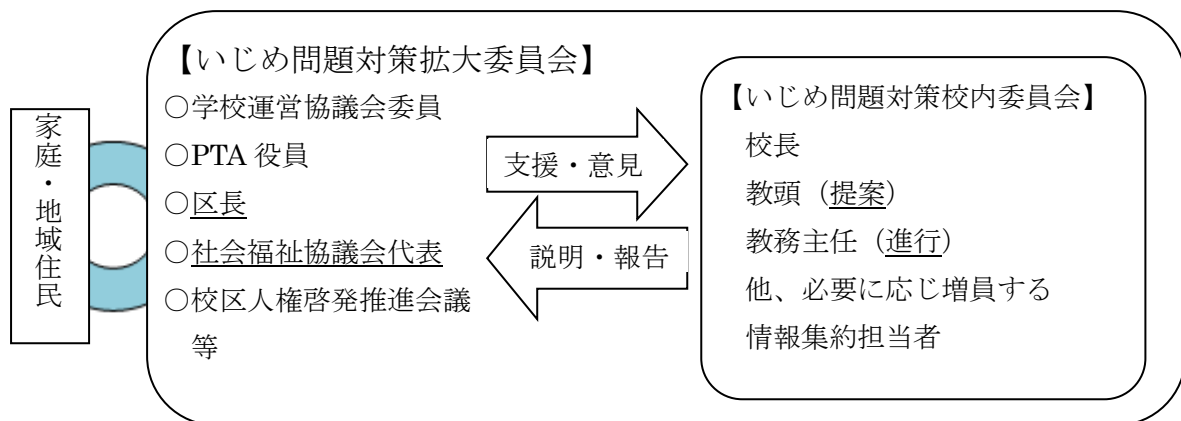 家庭・地域住民
【いじめ問題対策拡大委員会】
○学校運営協議会委員
○PTA 役員
○区長
○社会福祉協議会代表
○校区人権啓発推進会議
等
支援・意見
説明・報告
【いじめ問題対策校内委員会】
校長
教頭（提案）
教務主任（進行）
他、必要に応じ増員する
情報集約担当者